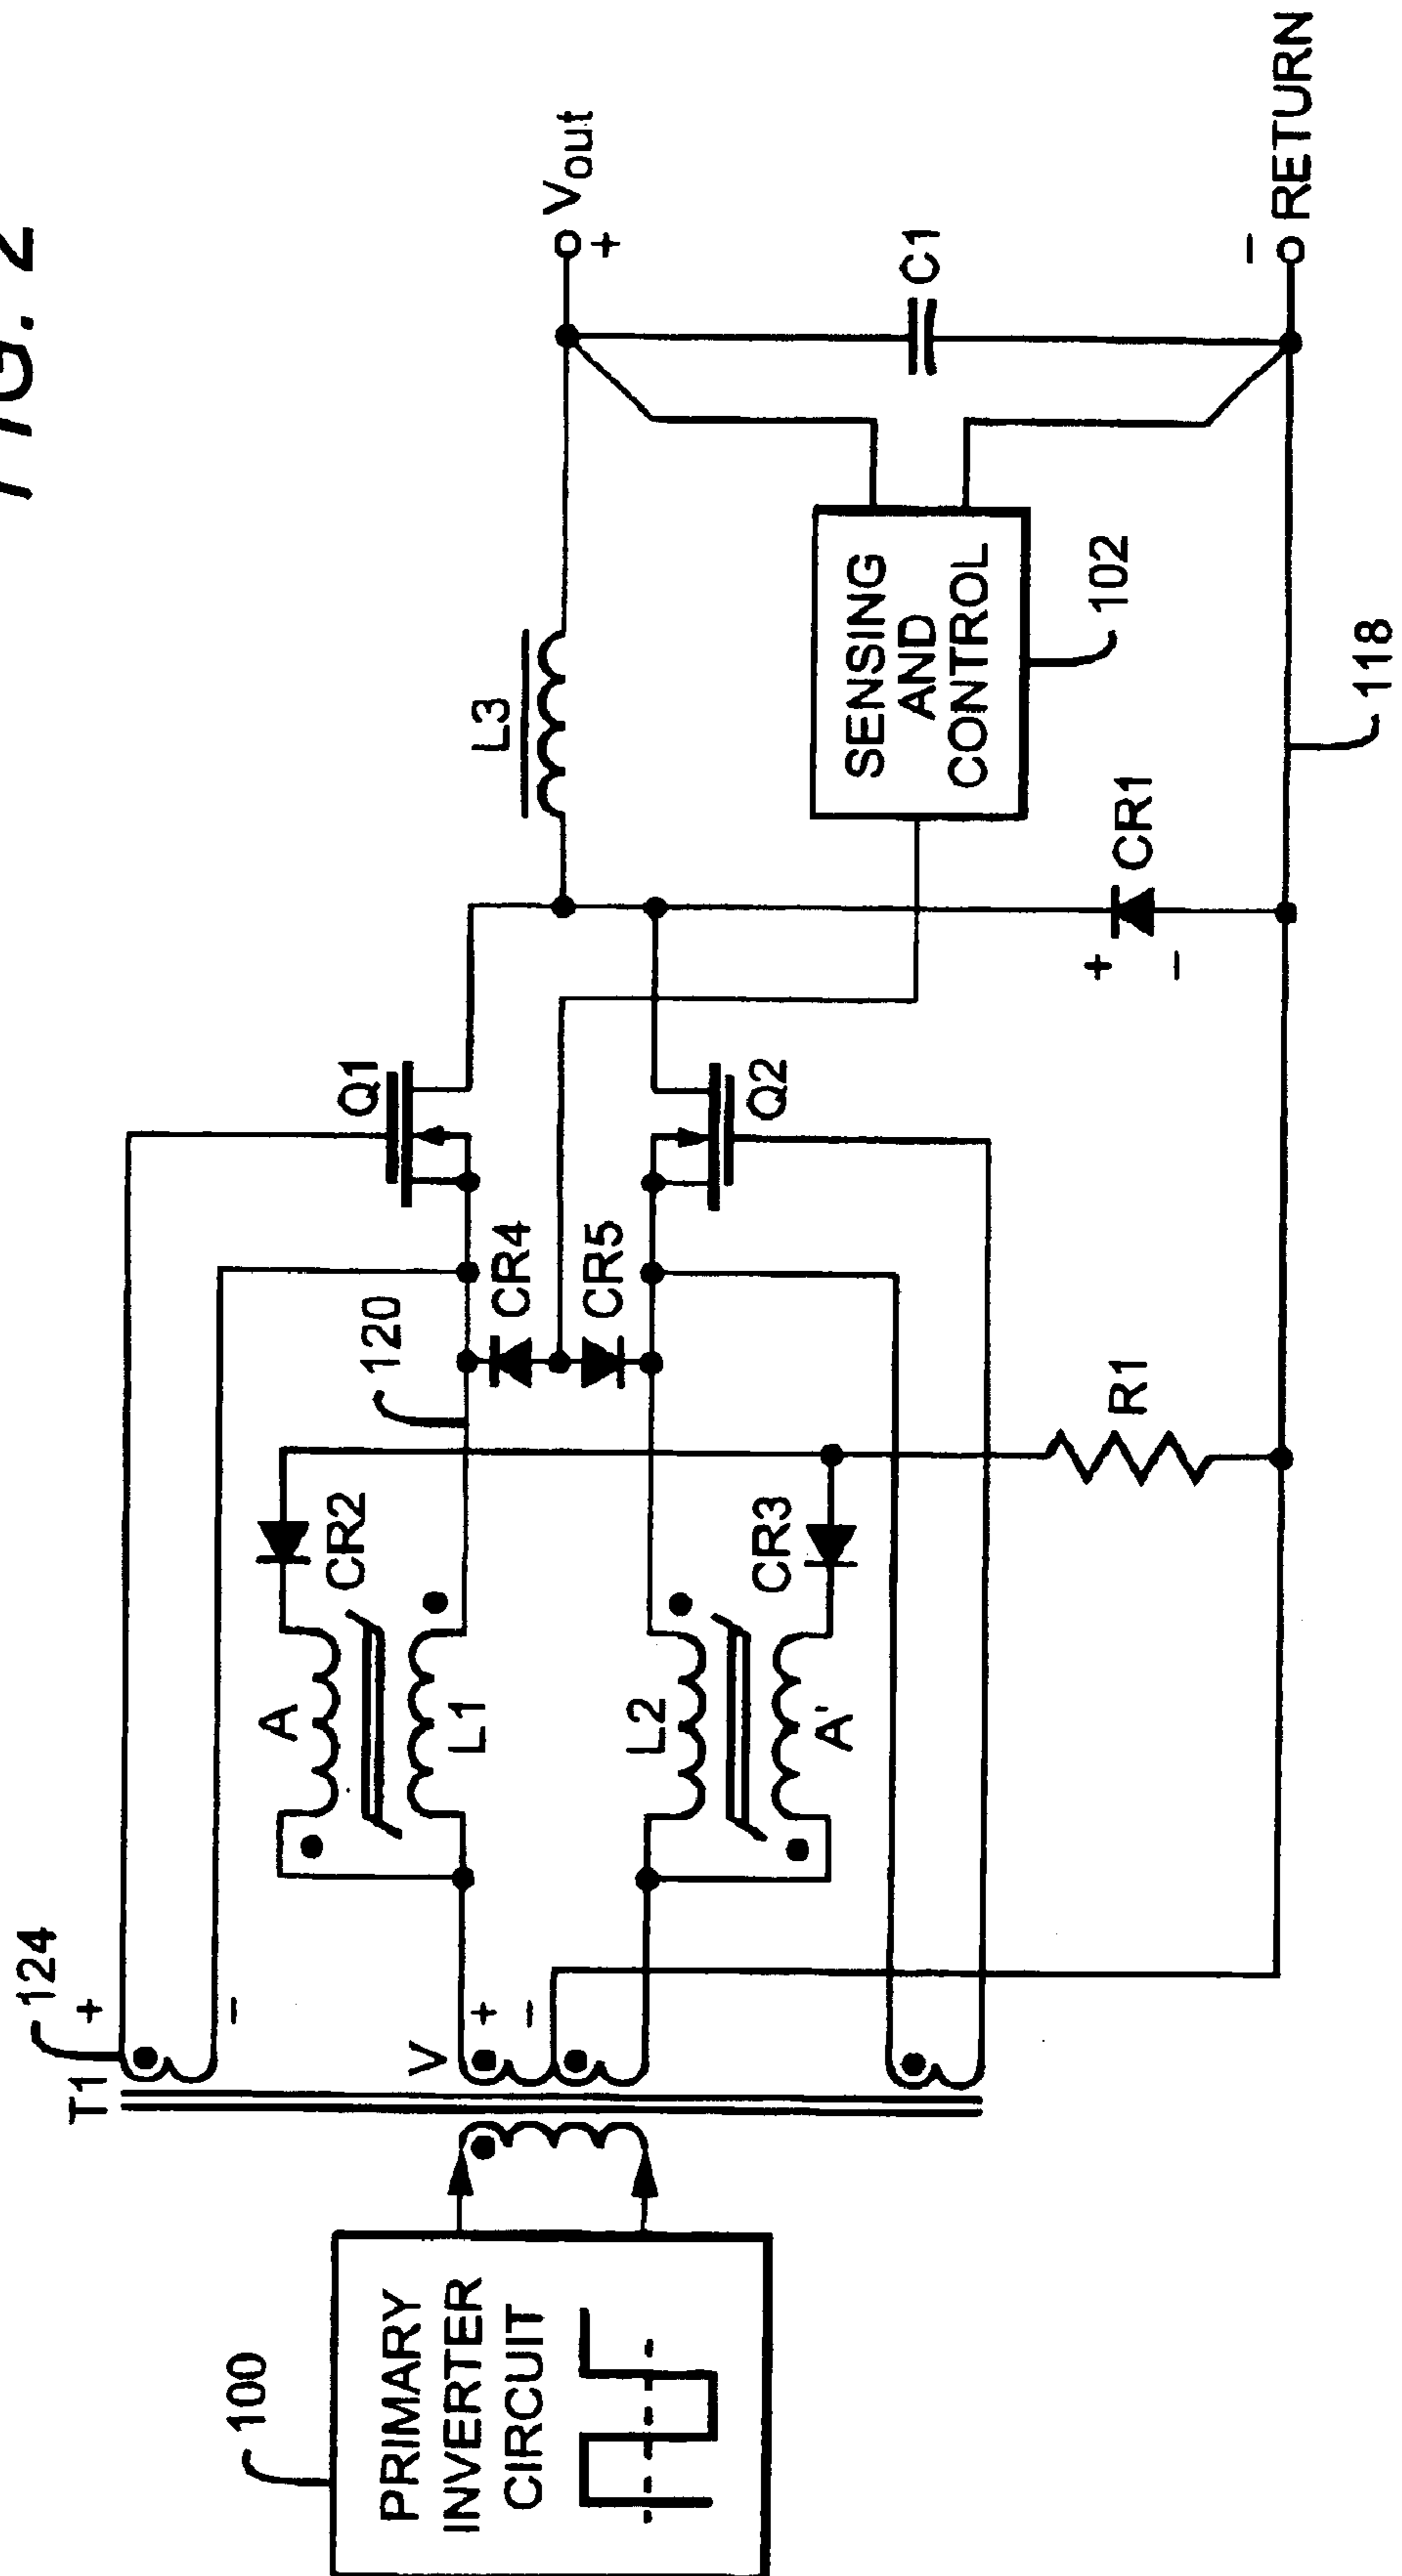 FIG. 2
124
T1
+
−
V
+
−
100
PRIMARY
INVERTER
CIRCUIT
A
CR2
L1
120
CR4
CR5
Q1
Q2
L2
A'
CR3
R1
L3
Vout
+
SENSING
AND
CONTROL
102
C1
CR1
+
−
118
−
RETURN